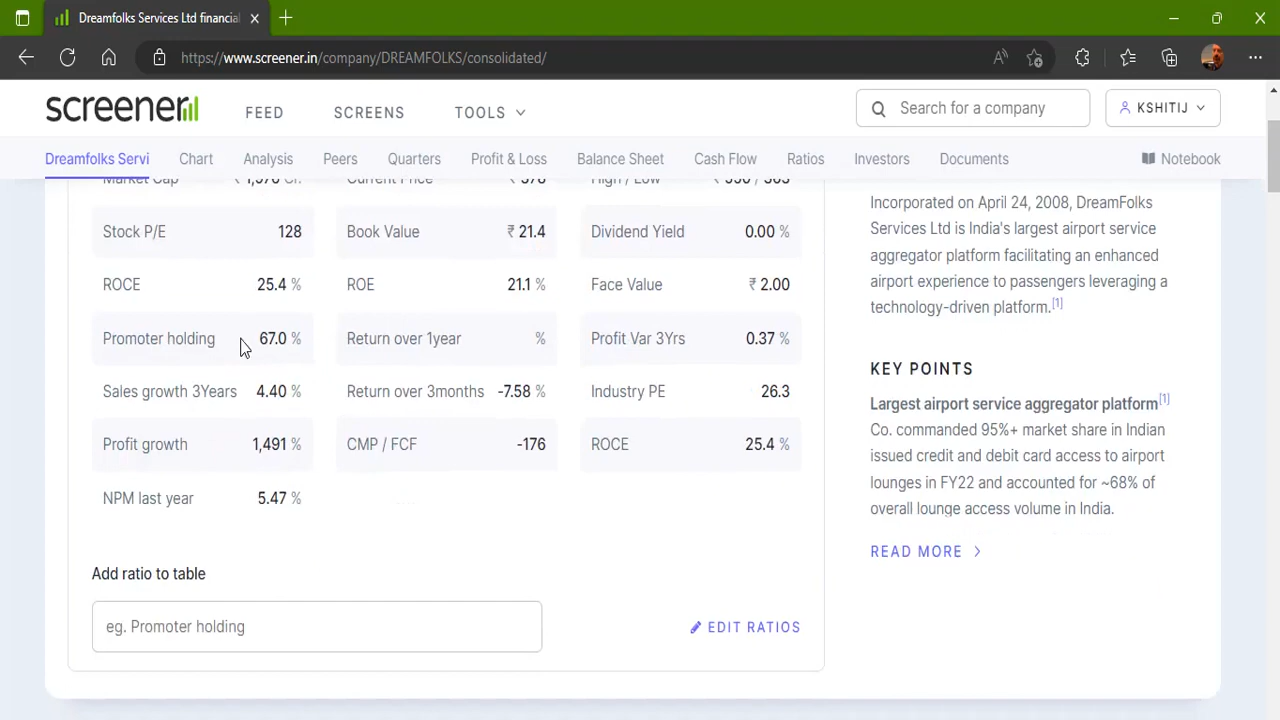 Dreamfolks Services Ltd financial
https://www.screener.in/company/DREAMFOLKS/consolidated/
screener
FEED
SCREENS
TOOLS
Search for a company
KSHITIJ
Dreamfolks Servi
Chart
Analysis
Peers
Quarters
Profit & Loss
Balance Sheet
Cash Flow
Ratios
Investors
Documents
Notebook
Market Cap
Current Price
High / Low
Stock P/E 128
Book Value ₹ 21.4
Dividend Yield 0.00 %
ROCE 25.4 %
ROE 21.1 %
Face Value ₹ 2.00
Promoter holding 67.0 %
Return over 1year %
Profit Var 3Yrs 0.37 %
Sales growth 3Years 4.40 %
Return over 3months -7.58 %
Industry PE 26.3
Profit growth 1,491 %
CMP / FCF -176
ROCE 25.4 %
NPM last year 5.47 %
Add ratio to table
eg. Promoter holding
EDIT RATIOS
Incorporated on April 24, 2008, DreamFolks
Services Ltd is India's largest airport service
aggregator platform facilitating an enhanced
airport experience to passengers leveraging a
technology-driven platform.[1]
KEY POINTS
Largest airport service aggregator platform[1]
Co. commanded 95%+ market share in Indian
issued credit and debit card access to airport
lounges in FY22 and accounted for ~68% of
overall lounge access volume in India.
READ MORE